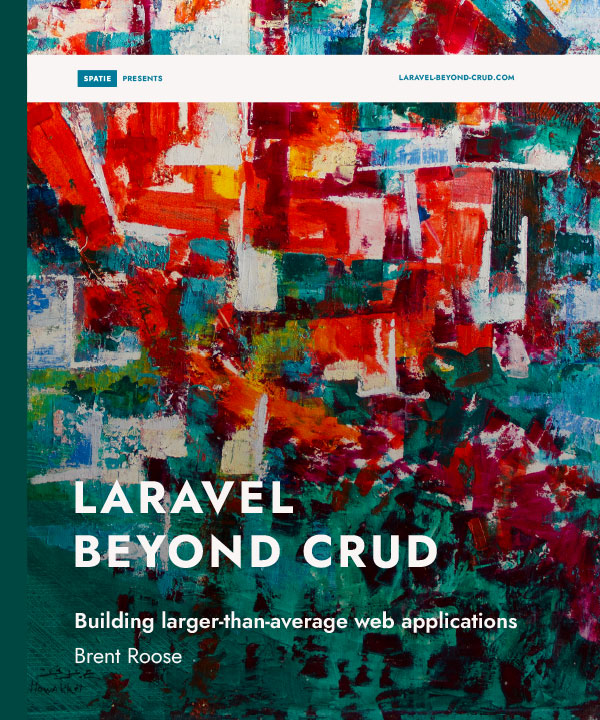 SPATIE PRESENTS
LARAVEL-BEYOND-CRUD.COM
LARAVEL
BEYOND CRUD
Building larger-than-average web applications
Brent Roose